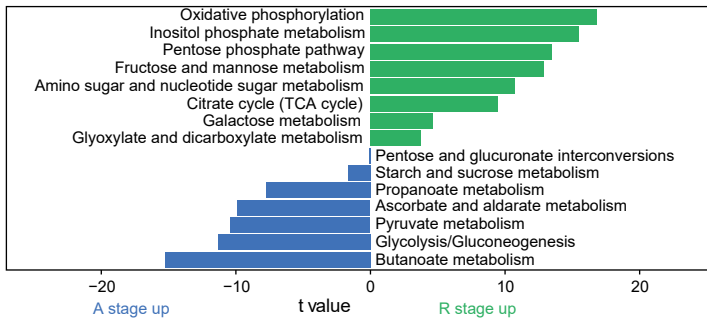 Oxidative phosphorylation
Inositol phosphate metabolism
Pentose phosphate pathway
Fructose and mannose metabolism
Amino sugar and nucleotide sugar metabolism
Citrate cycle (TCA cycle)
Galactose metabolism
Glyoxylate and dicarboxylate metabolism
Pentose and glucuronate interconversions
Starch and sucrose metabolism
Propanoate metabolism
Ascorbate and aldarate metabolism
Pyruvate metabolism
Glycolysis/Gluconeogenesis
Butanoate metabolism
−20 −10 0 10 20
A stage up t value R stage up